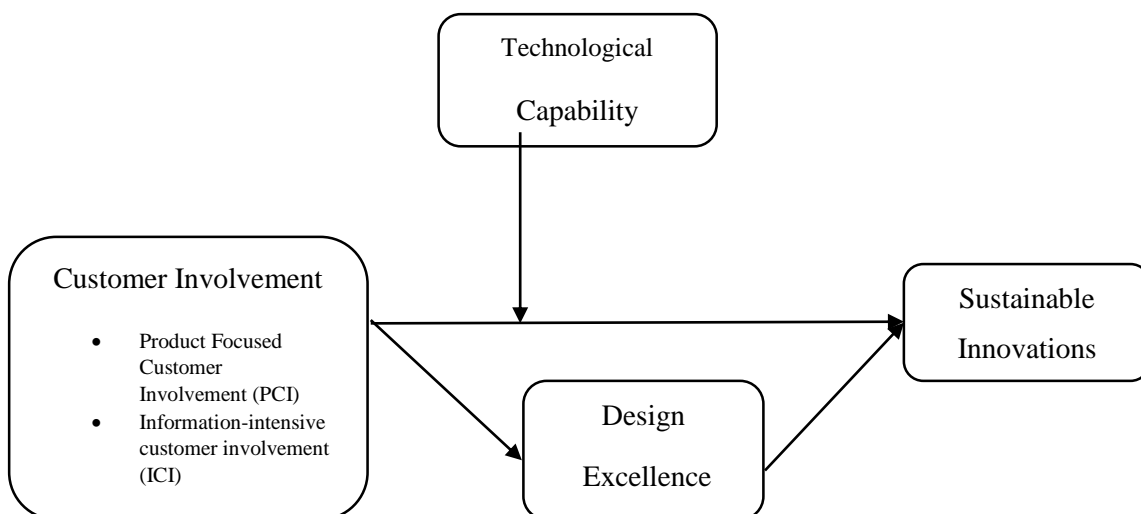 Technological
Capability
Customer Involvement
• Product Focused
Customer
Involvement (PCI)
• Information-intensive
customer involvement
(ICI)
Sustainable
Innovations
Design
Excellence